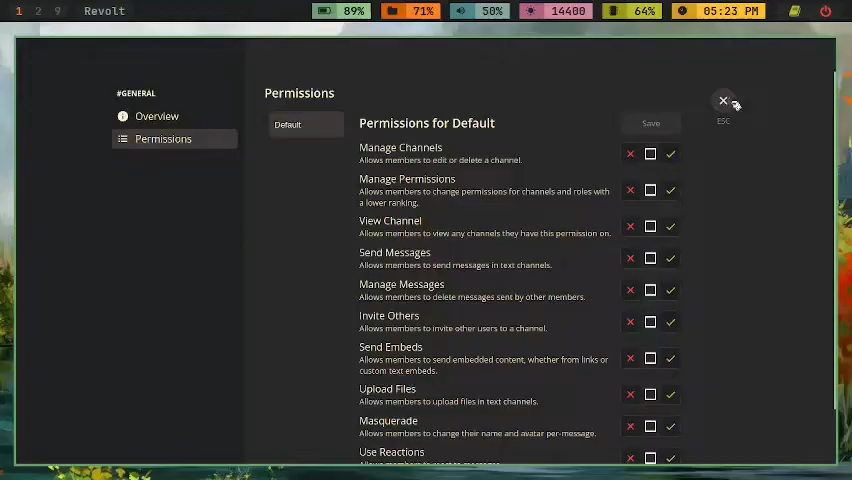 1 2 9 Revolt 89% 71% 50% 14400 64% 05:23 PM
#GENERAL
Overview
Permissions
Permissions
ESC
Default
Permissions for Default
Save
Manage Channels
Allows members to edit or delete a channel.
Manage Permissions
Allows members to change permissions for channels and roles with
a lower ranking.
View Channel
Allows members to view any channels they have this permission on.
Send Messages
Allows members to send messages in text channels.
Manage Messages
Allows members to delete messages sent by other members.
Invite Others
Allows members to invite other users to a channel.
Send Embeds
Allows members to send embedded content, whether from links or
custom text embeds.
Upload Files
Allows members to upload files in text channels.
Masquerade
Allows members to change their name and avatar per-message.
Use Reactions